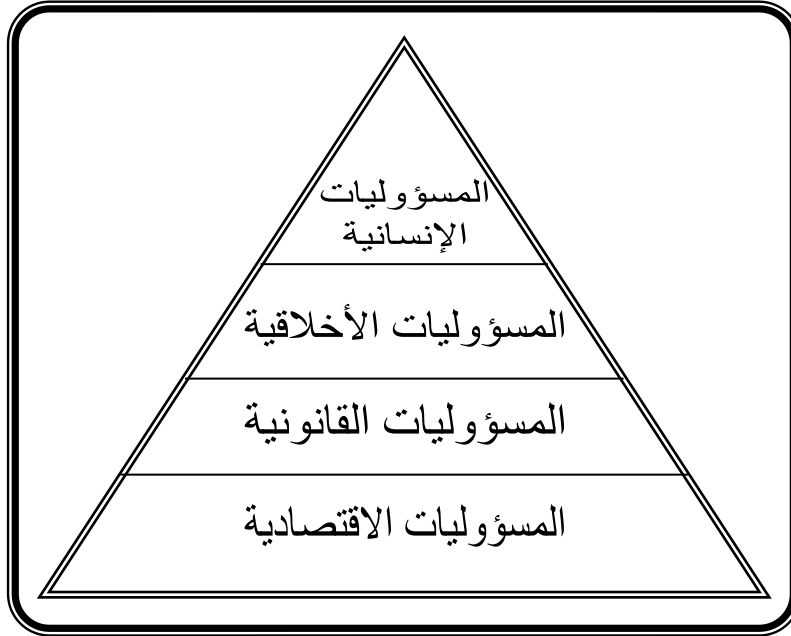 المسؤوليات
الإنسانية
المسؤوليات الأخلاقية
المسؤوليات القانونية
المسؤوليات الاقتصادية